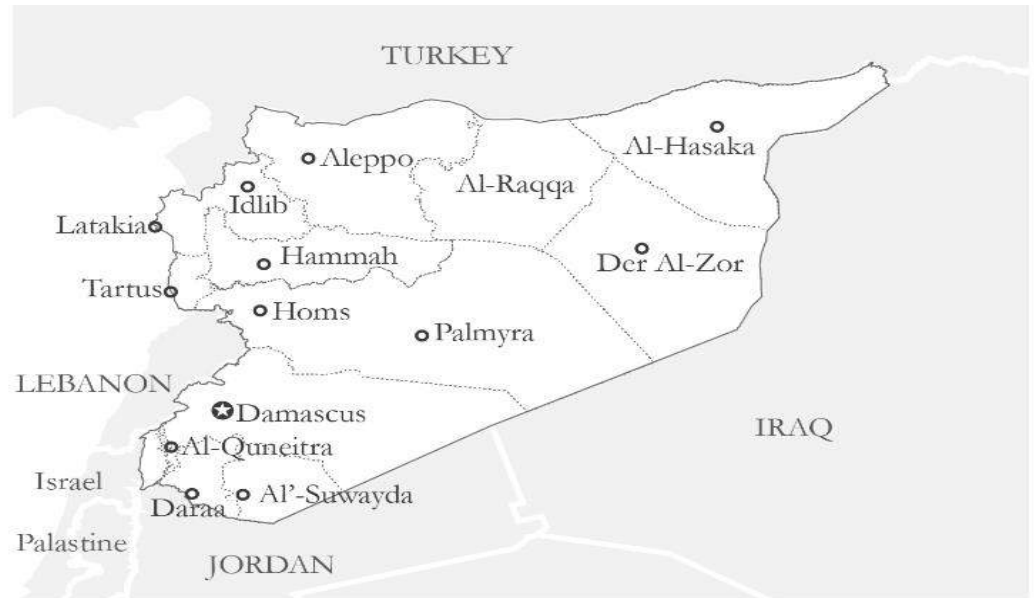 TURKEY
Al-Hasaka
Aleppo
Al-Raqqa
Idlib
Latakia
Hammah
Der Al-Zor
Tartus
Homs
Palmyra
LEBANON
Damascus
IRAQ
Al-Quneitra
Israel
Al'-Suwayda
Daraa
Palastine
JORDAN